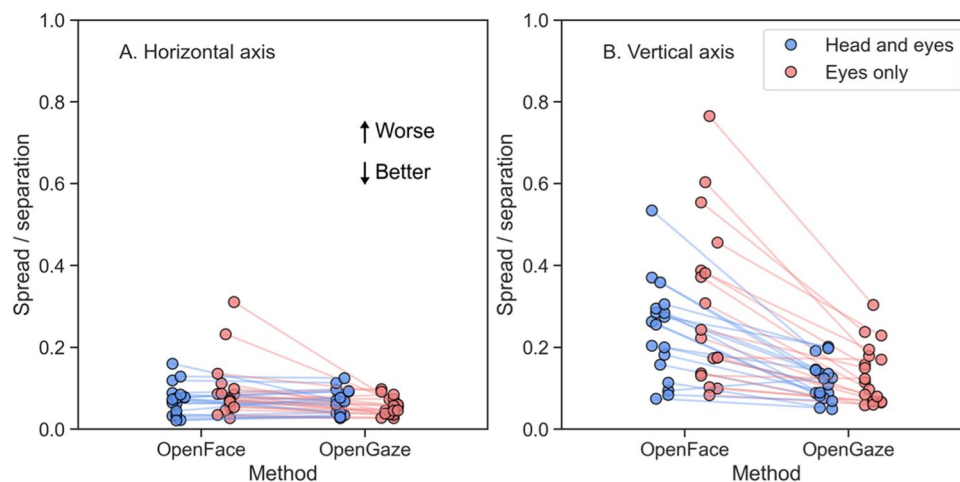 A. Horizontal axis
Worse
Better
Spread / separation
1.0
0.8
0.6
0.4
0.2
0.0
OpenFace
OpenGaze
Method
B. Vertical axis
Head and eyes
Eyes only
Spread / separation
1.0
0.8
0.6
0.4
0.2
0.0
OpenFace
OpenGaze
Method